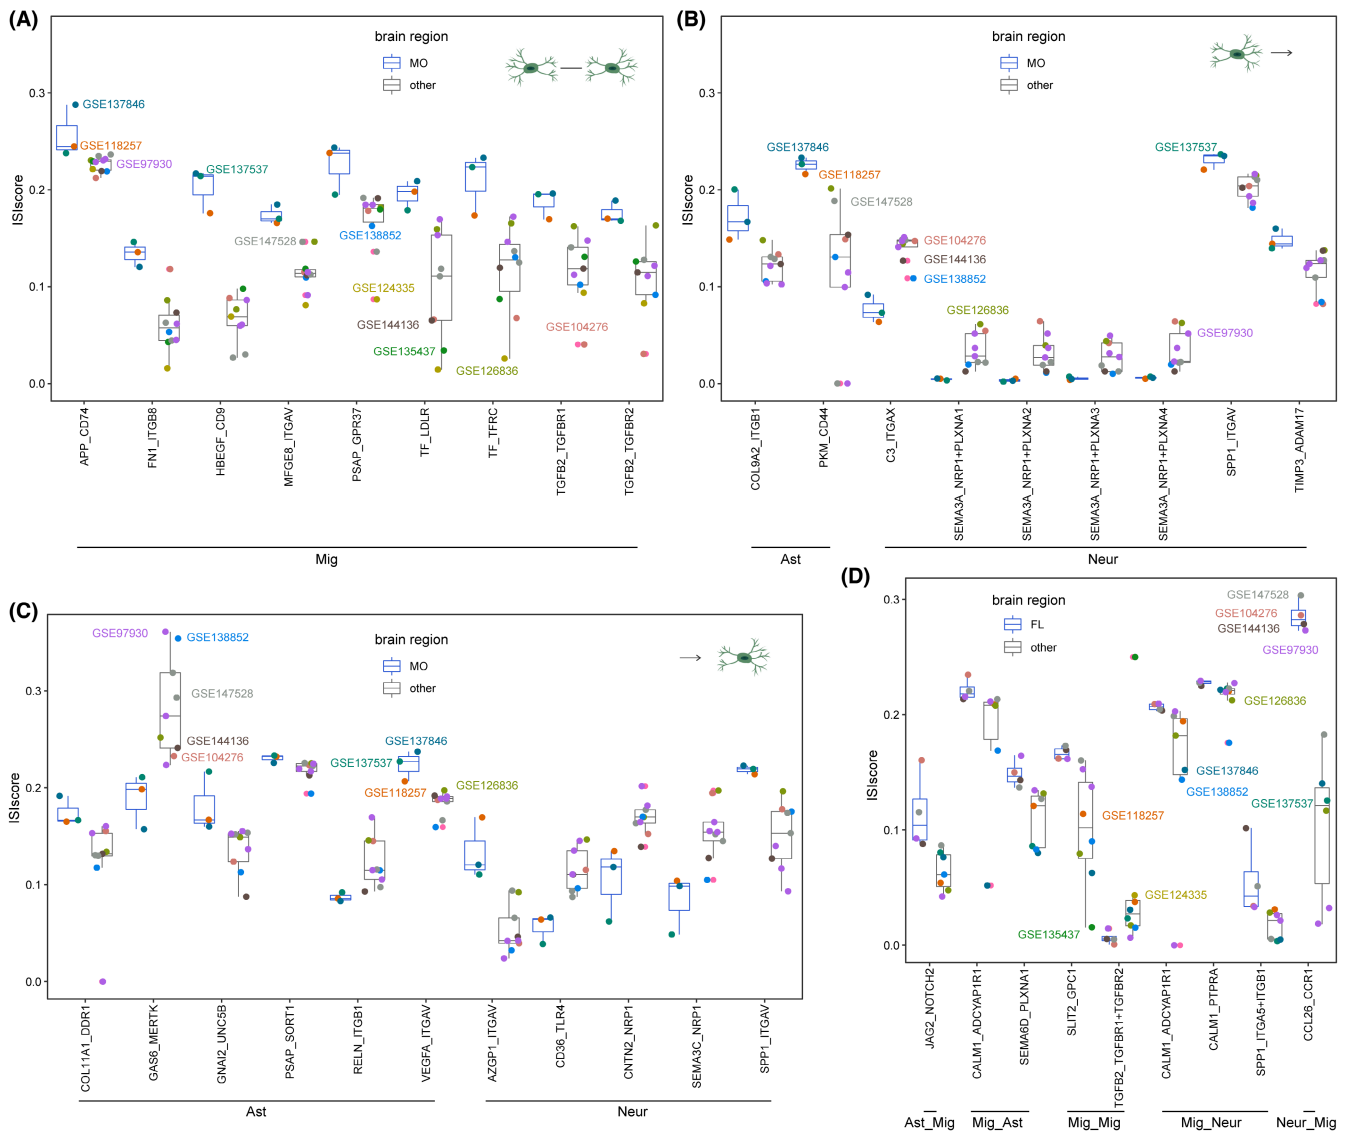 (A)
brain region
MO
other
ISIscore
0.3
0.2
0.1
0.0
GSE137846
GSE118257
GSE97930
GSE137537
GSE147528
GSE138852
GSE124335
GSE144136
GSE135437
GSE126836
GSE104276
APP_CD74
FN1_ITGB8
HBEGF_CD9
MFGE8_ITGAV
PSAP_GPR37
TF_LDLR
TF_TFRC
TGFB2_TGFBR1
TGFB2_TGFBR2
Mig
(B)
brain region
MO
other
ISIscore
0.3
0.2
0.1
0.0
GSE137846
GSE118257
GSE147528
GSE104276
GSE144136
GSE138852
GSE126836
GSE137537
GSE97930
COL9A2_ITGB1
PKM_CD44
C3_ITGAX
SEMA3A_NRP1+PLXNA1
SEMA3A_NRP1+PLXNA2
SEMA3A_NRP1+PLXNA3
SEMA3A_NRP1+PLXNA4
SPP1_ITGAV
TIMP3_ADAM17
Ast
Neur
(C)
brain region
MO
other
ISIscore
0.3
0.2
0.1
0.0
GSE97930
GSE138852
GSE147528
GSE144136
GSE104276
GSE137846
GSE137537
GSE118257
GSE126836
COL11A1_DDR1
GAS6_MERTK
GNAI2_UNC5B
PSAP_SORT1
RELN_ITGB1
VEGFA_ITGAV
AZGP1_ITGAV
CD36_TLR4
CNTN2_NRP1
SEMA3C_NRP1
SPP1_ITGAV
Ast
Neur
(D)
brain region
FL
other
ISIscore
0.3
0.2
0.1
0.0
GSE147528
GSE104276
GSE144136
GSE97930
GSE126836
GSE137846
GSE138852
GSE137537
GSE118257
GSE124335
GSE135437
JAG2_NOTCH2
CALM1_ADCYAP1R1
SEMA6D_PLXNA1
SLIT2_GPC1
TGFB2_TGFBR1+TGFBR2
CALM1_ADCYAP1R1
CALM1_PTPRA
SPP1_ITGA5+ITGB1
CCL26_CCR1
Ast_Mig
Mig_Ast
Mig_Mig
Mig_Neur
Neur_Mig